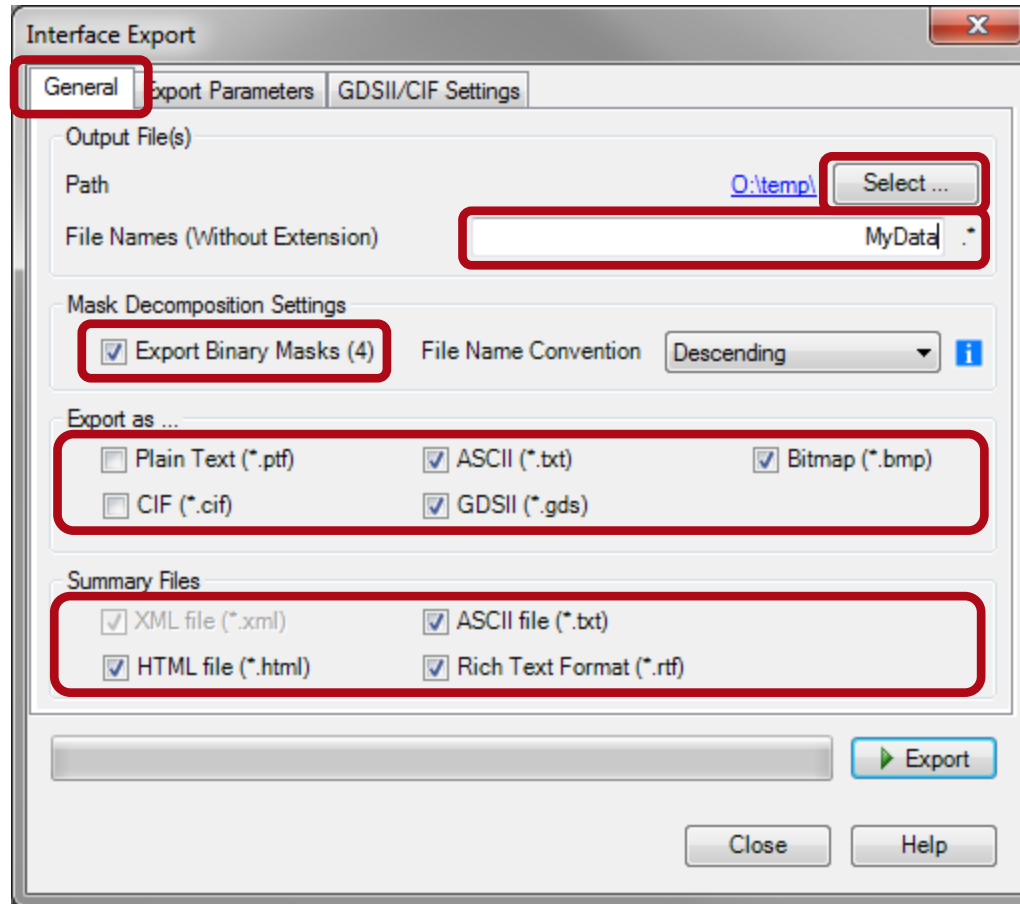 Interface Export
General Export Parameters GDSII/CIF Settings
Output File(s)
Path O:\temp\ Select ...
File Names (Without Extension) MyData .*
Mask Decomposition Settings
Export Binary Masks (4) File Name Convention Descending i
Export as ...
Plain Text (*.ptf) ASCII (*.txt) Bitmap (*.bmp)
CIF (*.cif) GDSII (*.gds)
Summary Files
XML file (*.xml) ASCII file (*.txt)
HTML file (*.html) Rich Text Format (*.rtf)
Export
Close Help